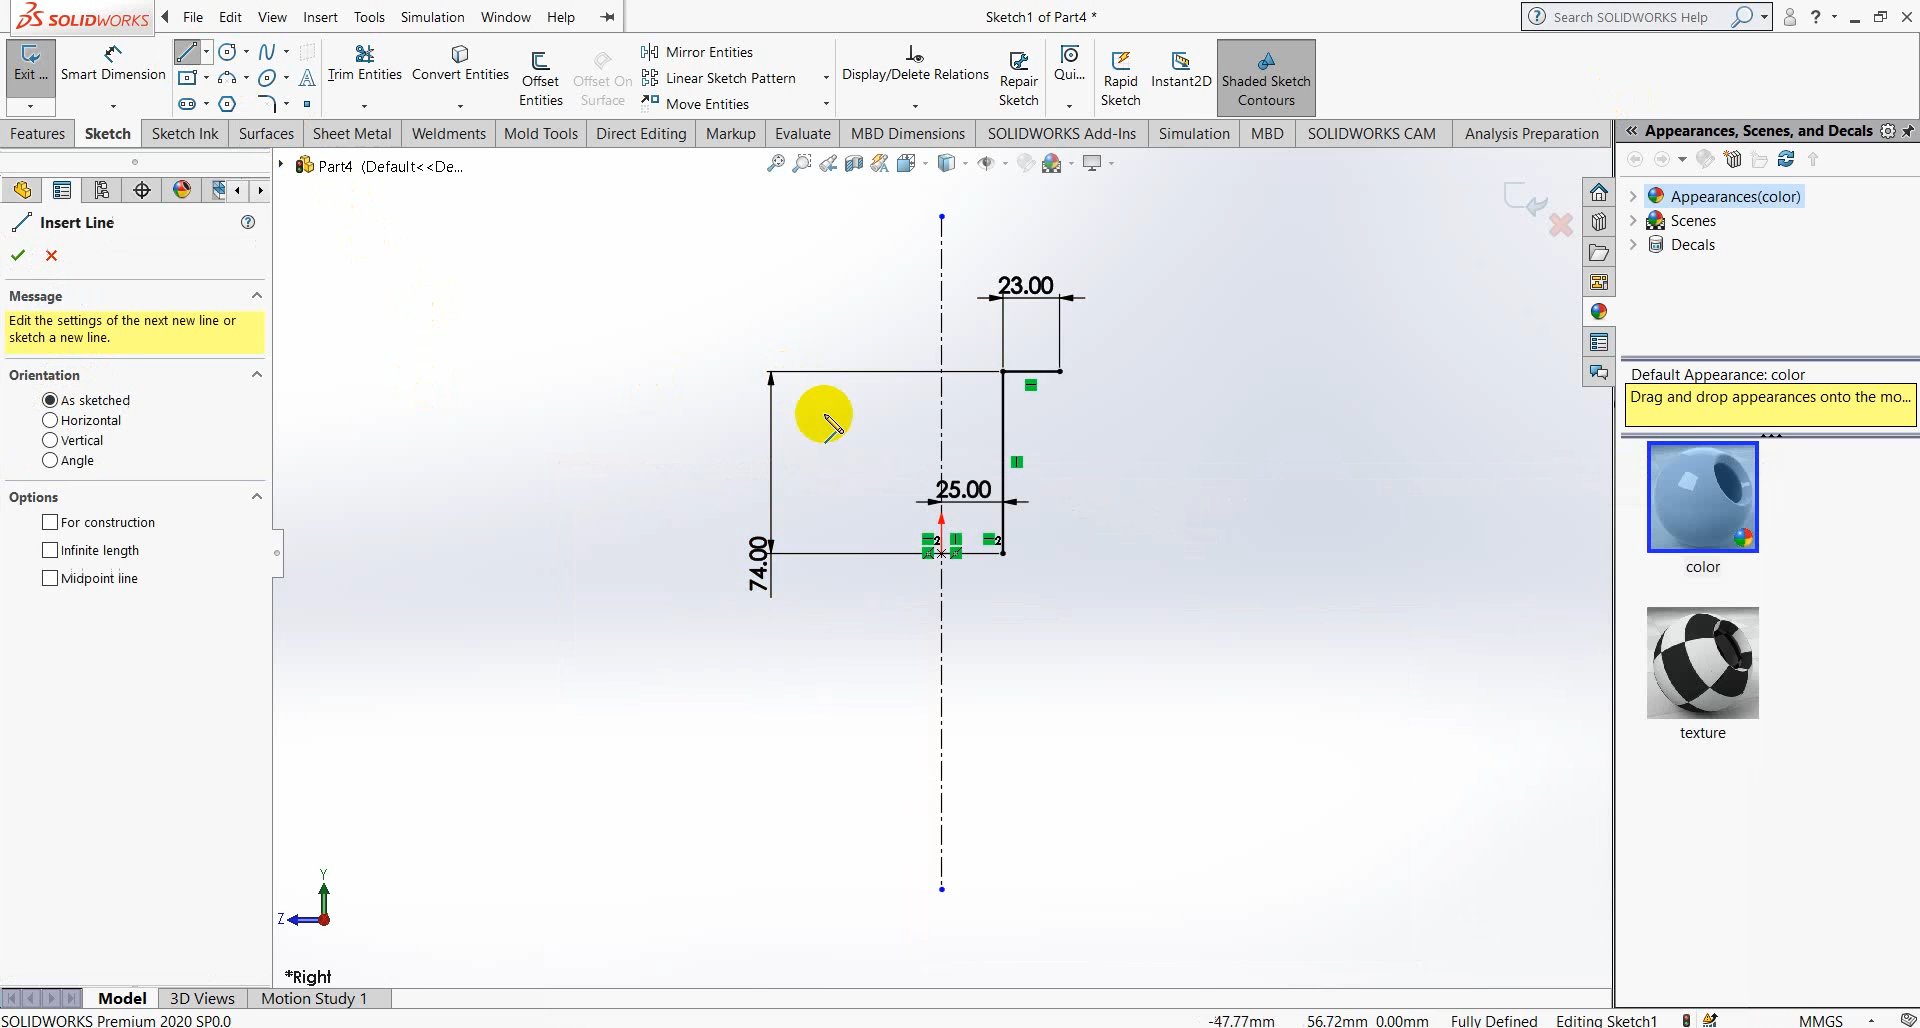 SOLIDWORKS File Edit View Insert Tools Simulation Window Help Sketch1 of Part4 * Search SOLIDWORKS Help
Exit ... Smart Dimension Trim Entities Convert Entities Offset Entities Offset On Surface Mirror Entities Linear Sketch Pattern Move Entities Display/Delete Relations Repair Sketch Qui... Rapid Sketch Instant2D Shaded Sketch Contours
Features Sketch Sketch Ink Surfaces Sheet Metal Weldments Mold Tools Direct Editing Markup Evaluate MBD Dimensions SOLIDWORKS Add-Ins Simulation MBD SOLIDWORKS CAM Analysis Preparation
Appearances, Scenes, and Decals
Part4 (Default<<De...
Insert Line
Message
Edit the settings of the next new line or
sketch a new line.
Orientation
As sketched
Horizontal
Vertical
Angle
Options
For construction
Infinite length
Midpoint line
23.00
25.00
74.00
2
2
Y
Z
*Right
Appearances(color)
Scenes
Decals
Default Appearance: color
Drag and drop appearances onto the mo...
color
texture
Model 3D Views Motion Study 1
SOLIDWORKS Premium 2020 SP0.0 -47.77mm 56.72mm 0.00mm Fully Defined Editing Sketch1 MMGS